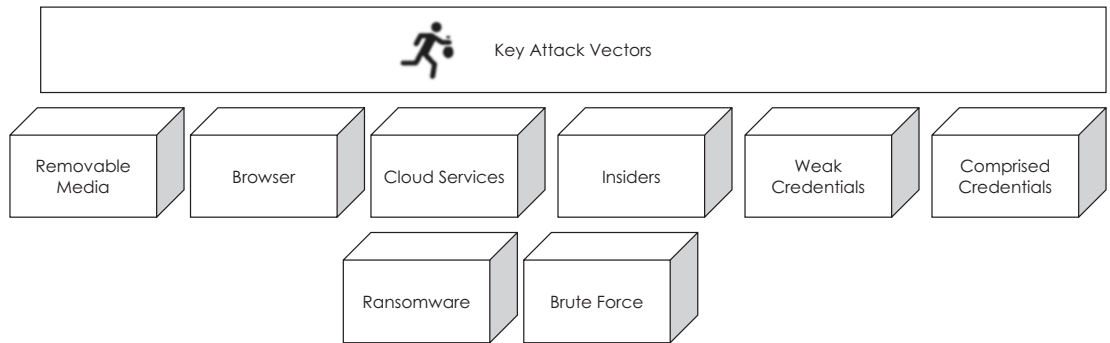 Key Attack Vectors
Removable
Media
Browser
Cloud Services
Insiders
Weak
Credentials
Comprised
Credentials
Ransomware
Brute Force